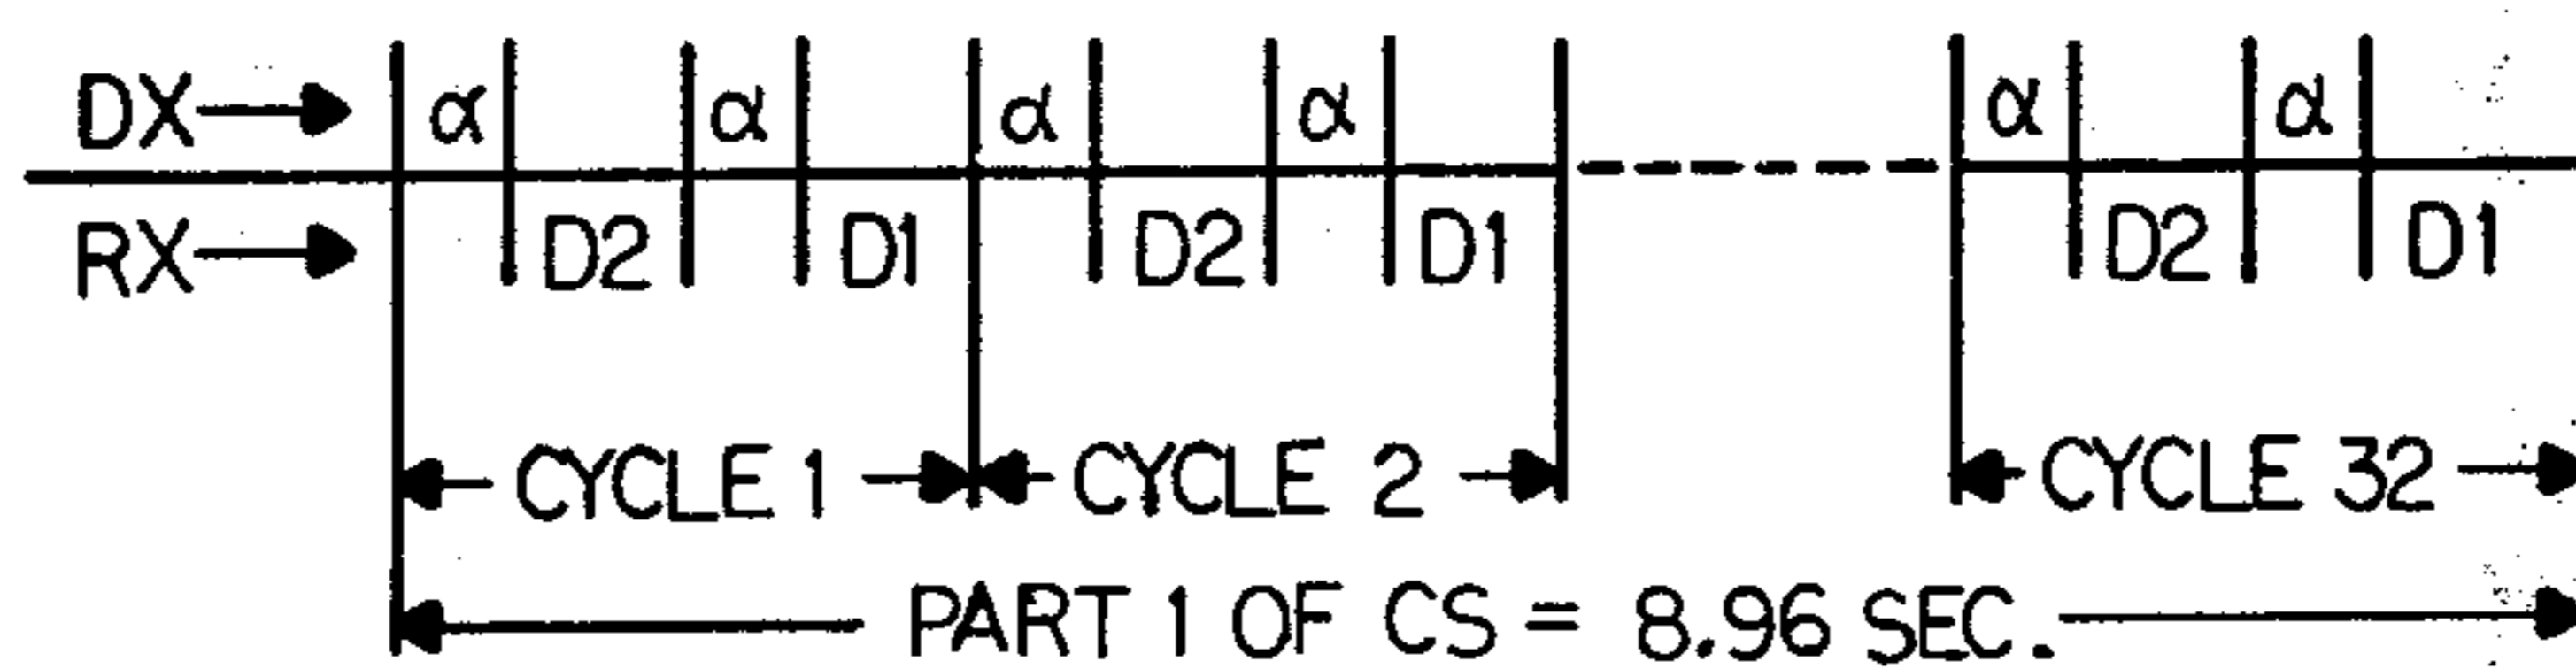 DX α α α α α α
RX D2 D1 D2 D1 D2 D1
CYCLE 1 CYCLE 2 CYCLE 32
PART 1 OF CS = 8.96 SEC.